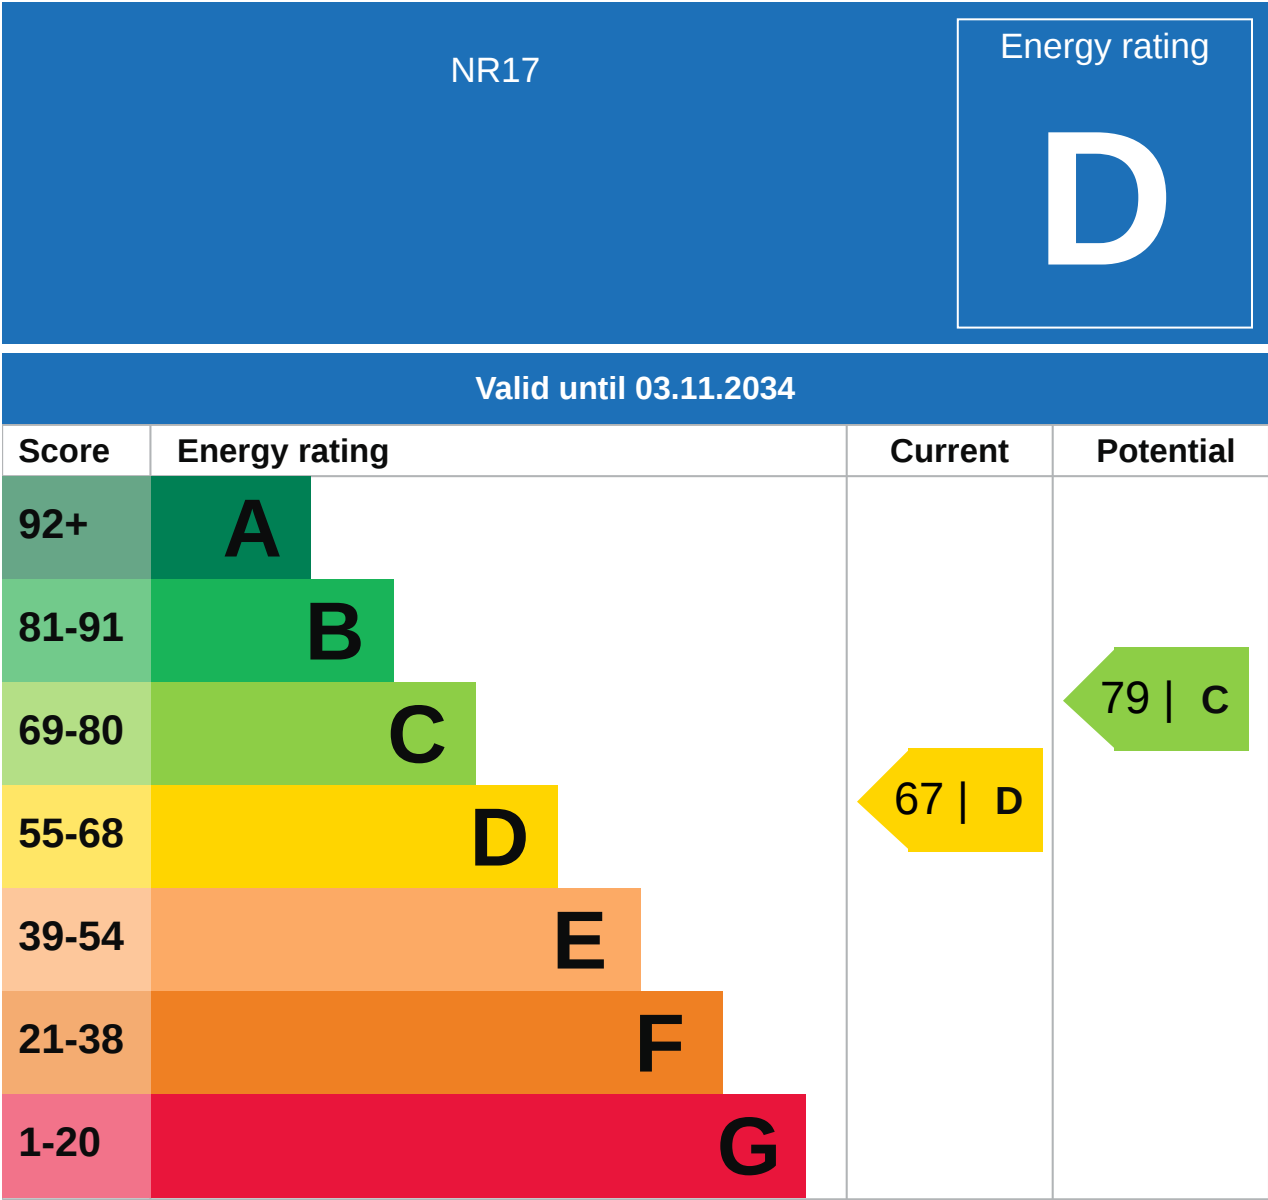 NR17
Energy rating
D
Valid until 03.11.2034
Score Energy rating Current Potential
92+ A
81-91 B
69-80 C
79 | C
55-68 D
67 | D
39-54 E
21-38 F
1-20 G